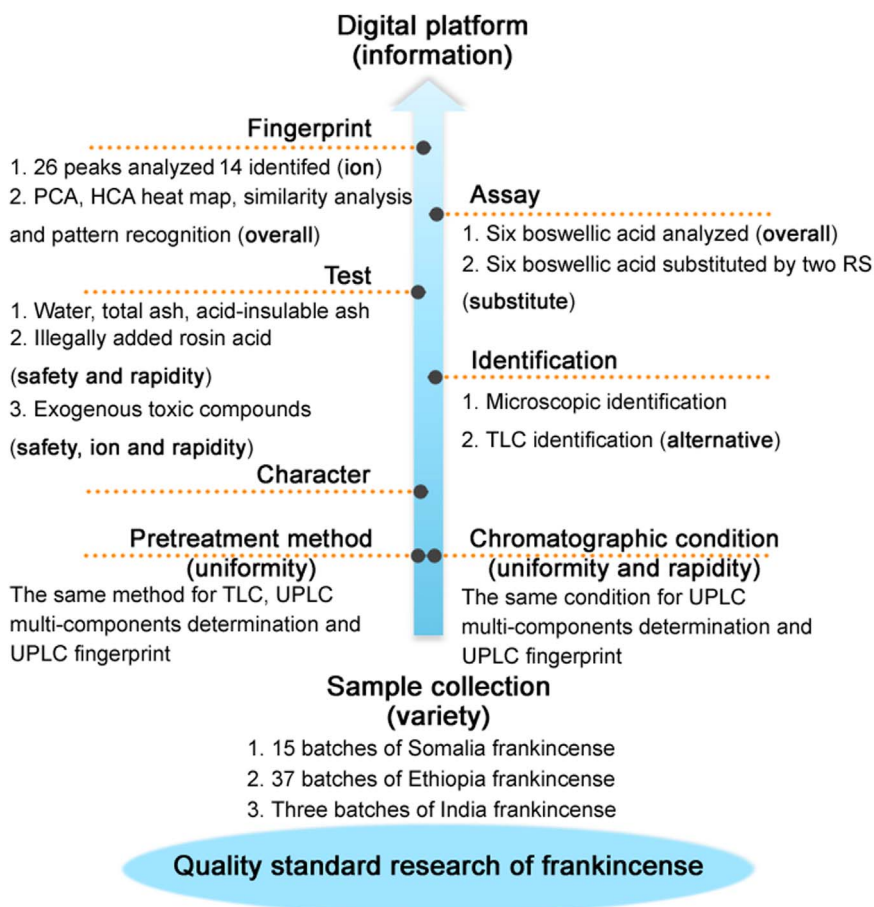 Digital platform
(information)
Fingerprint
1. 26 peaks analyzed 14 identifed (ion)
2. PCA, HCA heat map, similarity analysis
and pattern recognition (overall)
Assay
1. Six boswellic acid analyzed (overall)
2. Six boswellic acid substituted by two RS
(substitute)
Test
1. Water, total ash, acid-insulable ash
2. Illegally added rosin acid
(safety and rapidity)
3. Exogenous toxic compounds
(safety, ion and rapidity)
Identification
1. Microscopic identification
2. TLC identification (alternative)
Character
Pretreatment method
(uniformity)
The same method for TLC, UPLC
multi-components determination and
UPLC fingerprint
Chromatographic condition
(uniformity and rapidity)
The same condition for UPLC
multi-components determination and
UPLC fingerprint
Sample collection
(variety)
1. 15 batches of Somalia frankincense
2. 37 batches of Ethiopia frankincense
3. Three batches of India frankincense
Quality standard research of frankincense